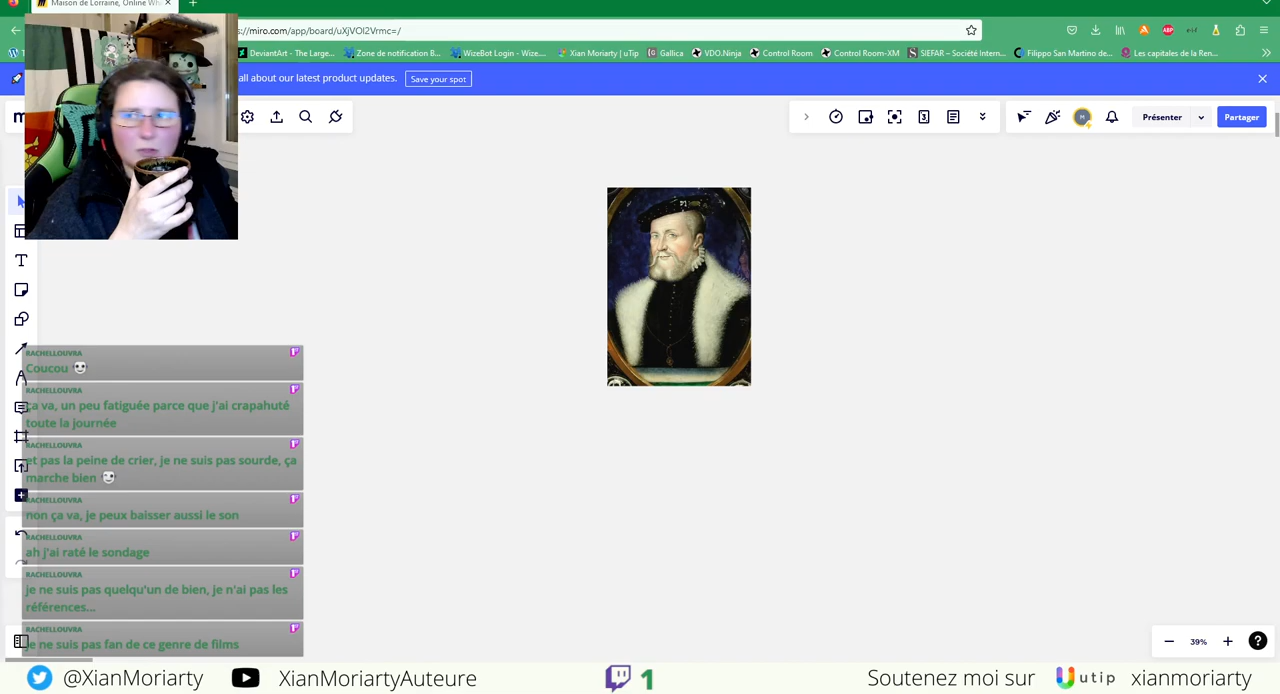 Maison de Lorraine, Online Wh
s://miro.com/app/board/uXjVOl2Vrmc=/
DeviantArt - The Large... Zone de notification B... WizeBot Login - Wize.... Xian Moriarty | uTip Gallica VDO.Ninja Control Room Control Room-XM SIEFAR – Société Intern... Filippo San Martino de... Les capitales de la Ren...
all about our latest product updates. Save your spot
Présenter Partager
RACHELLOUVRA
Coucou
RACHELLOUVRA
ça va, un peu fatiguée parce que j'ai crapahuté
toute la journée
RACHELLOUVRA
et pas la peine de crier, je ne suis pas sourde, ça
marche bien
RACHELLOUVRA
non ça va, je peux baisser aussi le son
RACHELLOUVRA
ah j'ai raté le sondage
RACHELLOUVRA
je ne suis pas quelqu'un de bien, je n'ai pas les
références...
RACHELLOUVRA
je ne suis pas fan de ce genre de films
39%
@XianMoriarty XianMoriartyAuteure 1 Soutenez moi sur utip xianmoriarty